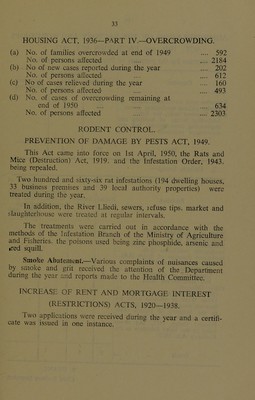 33
HOUSING ACT, 1936—PART IV.—OVERCROWDING.
(a) No. of families overcrowded at end of 1949 .... 592
No. of persons affected .... 2184
(b) No. of new cases reported during the year .... 202
No. of persons affected .... 612
(c) No of cases relieved during the year .... 160
No. of persons affected .... 493
(d) No. of cases of overcrowding remaining at
end of 1950 .... 634
No. of persons affected .... 2303
RODENT CONTROL.
PREVENTION OF DAMAGE BY PESTS ACT, 1949.
This Act came into force on 1st April, 1950, the Rats and
Mice (Destruction) Act, 1919, and the Infestation Order, 1943,
being repealed.
Two hundred and sixty-six rat infestations (194 dwelling houses,
33 business premises and 39 local authority properties) were
treated during the year.
In addition, the River Lliedi, sewers, refuse tips, market and
slaughterhouse were treated at regular intervals.
The treatments were carried out in accordance with the
methods of the Infestation Branch of the Ministry of Agriculture
and Fisheries, the poisons used being zinc phosphide, arsenic and
red squill.
Smoke Abatement.—Various complaints of nuisances caused
by smoke and grit received the attention of the Department
during the year and reports made to the Health Committee.
INCREASE OF RENT AND MORTGAGE INTEREST
(RESTRICTIONS) ACTS, 1920—1938.
Two applications were received during the year and a certifi-
cate was issued in one instance.